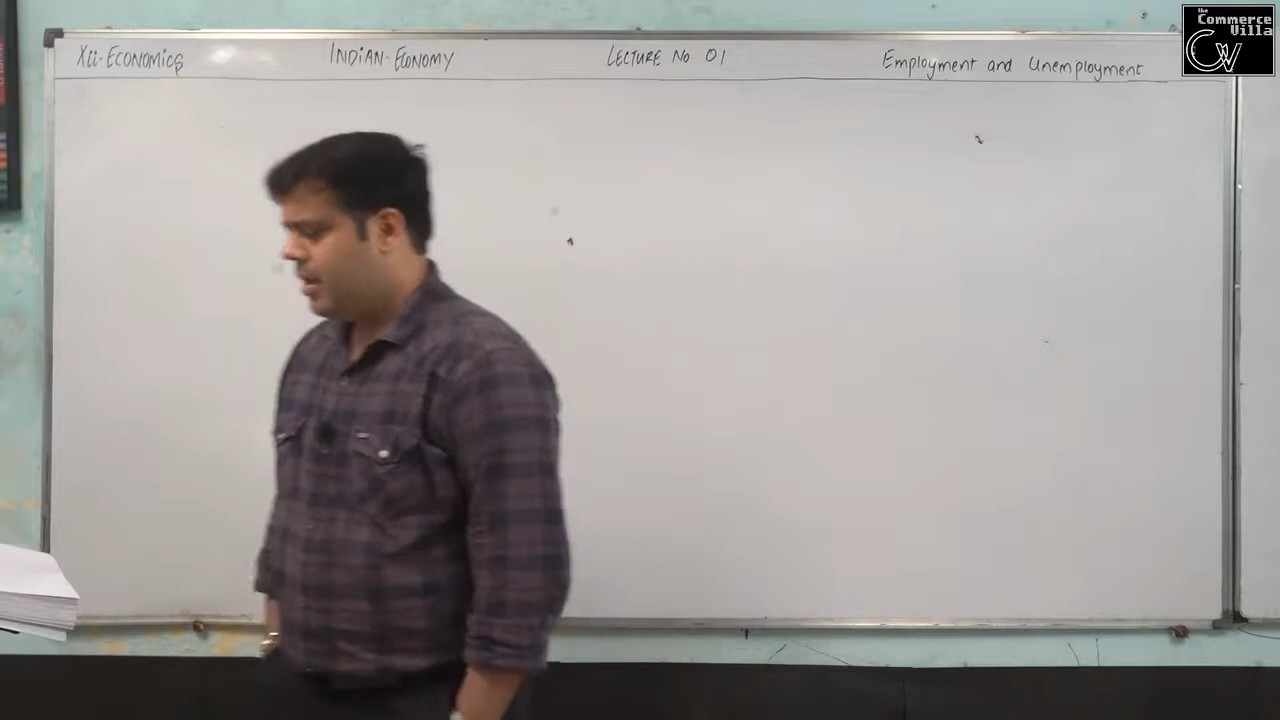 Xii-ECONOMICS INDIAN-ECONOMY LECTURE NO 01 Employment and Unemployment
the
Commerce
Villa
CV